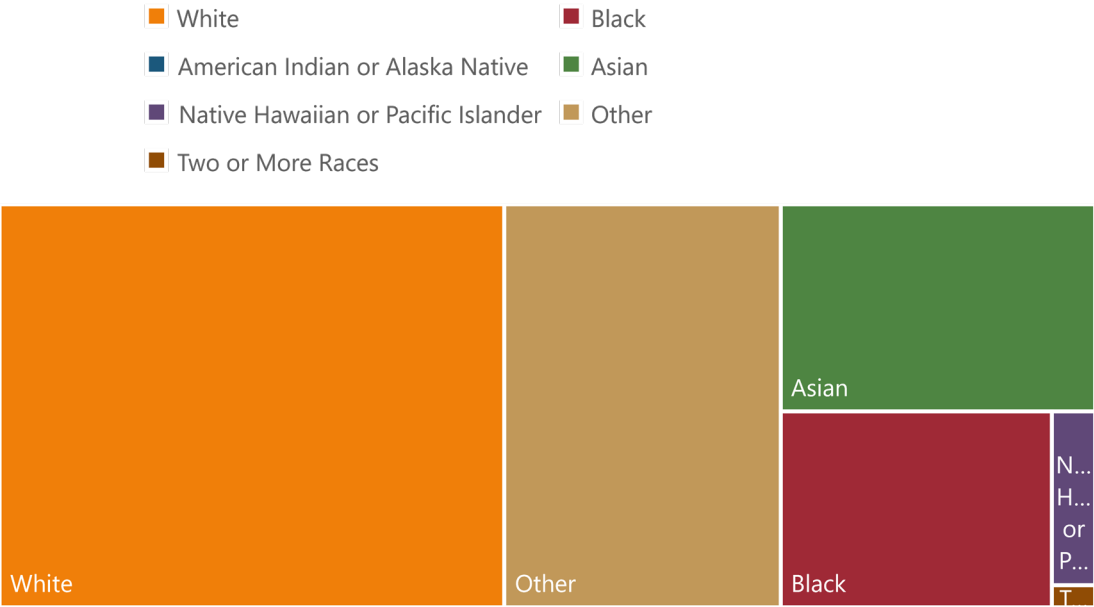 White
Black
American Indian or Alaska Native
Asian
Native Hawaiian or Pacific Islander
Other
Two or More Races
Asian
N...
H...
or
P...
White
Other
Black
T...